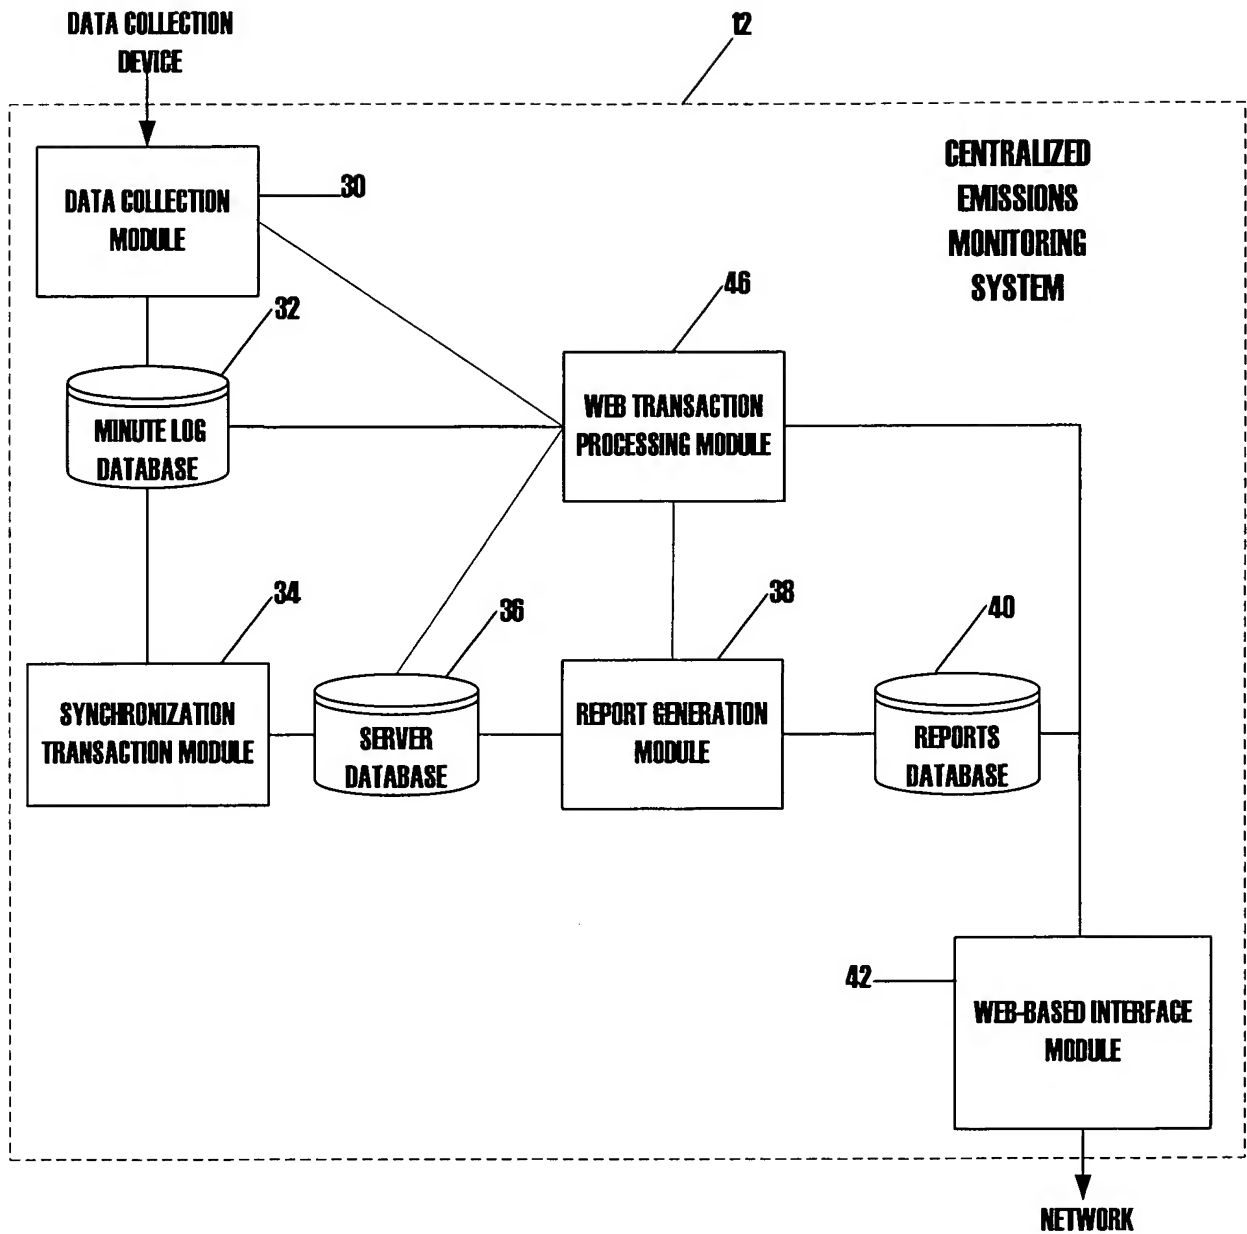 DATA COLLECTION
DEVICE
12
CENTRALIZED
EMISSIONS
MONITORING
SYSTEM
DATA COLLECTION
MODULE
30
32
46
MINUTE LOG
DATABASE
WEB TRANSACTION
PROCESSING MODULE
34
36
38
40
SYNCHRONIZATION
TRANSACTION MODULE
SERVER
DATABASE
REPORT GENERATION
MODULE
REPORTS
DATABASE
42
WEB-BASED INTERFACE
MODULE
NETWORK